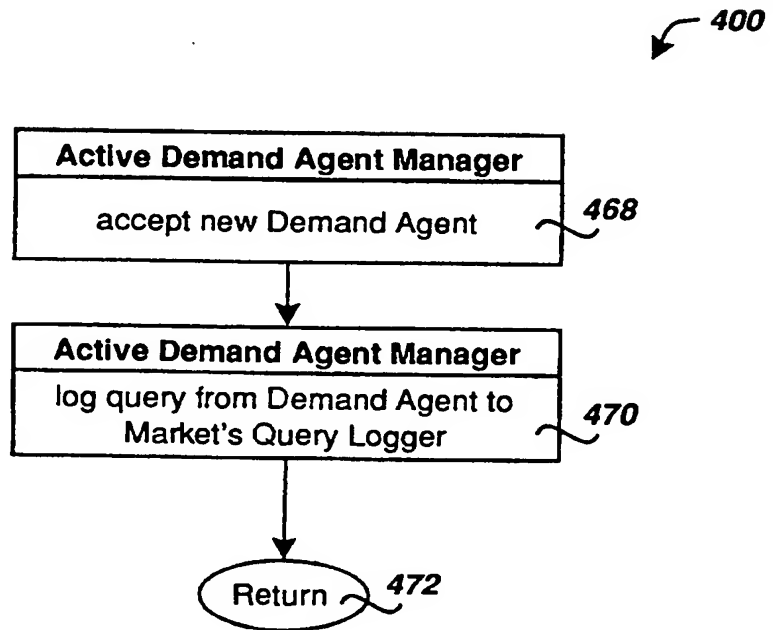 400
Active Demand Agent Manager
accept new Demand Agent
468
Active Demand Agent Manager
log query from Demand Agent to
Market's Query Logger
470
Return
472